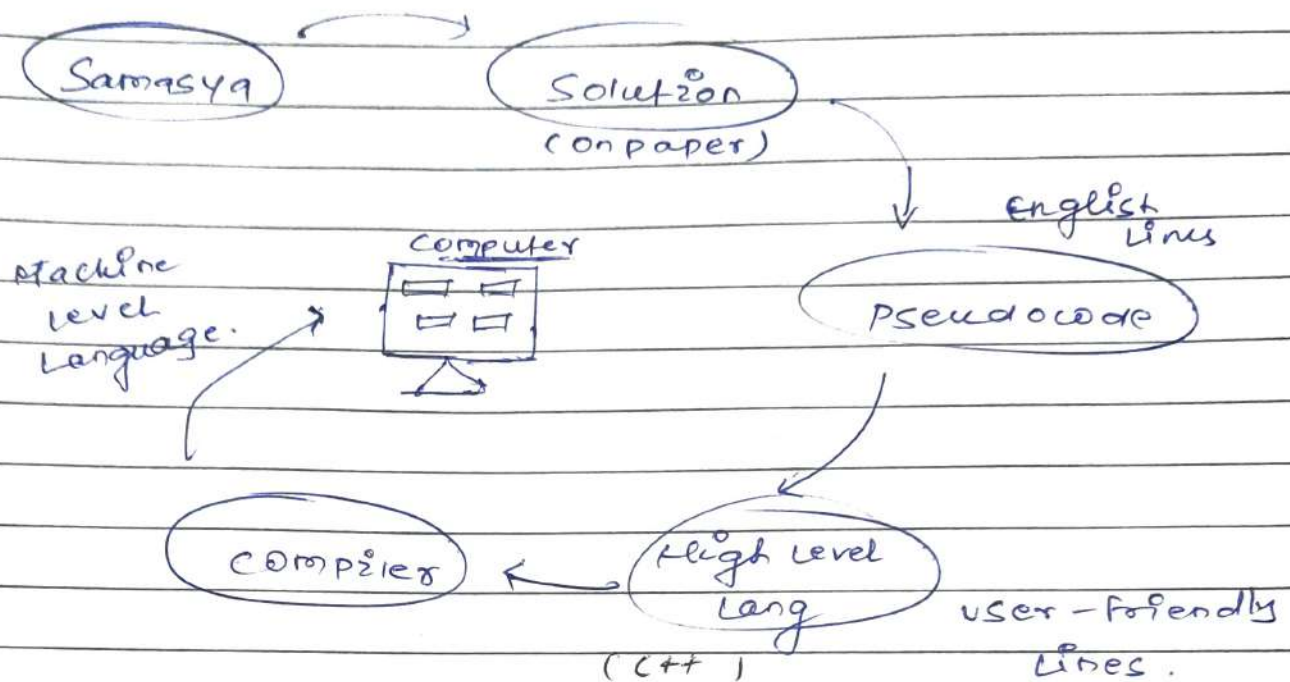 Samasya
Solution
(on paper)
English
Lines
Pseudocode
Computer
Machine
Level
Language.
High Level
Lang
(C++)
user-friendly
Lines.
Compiler